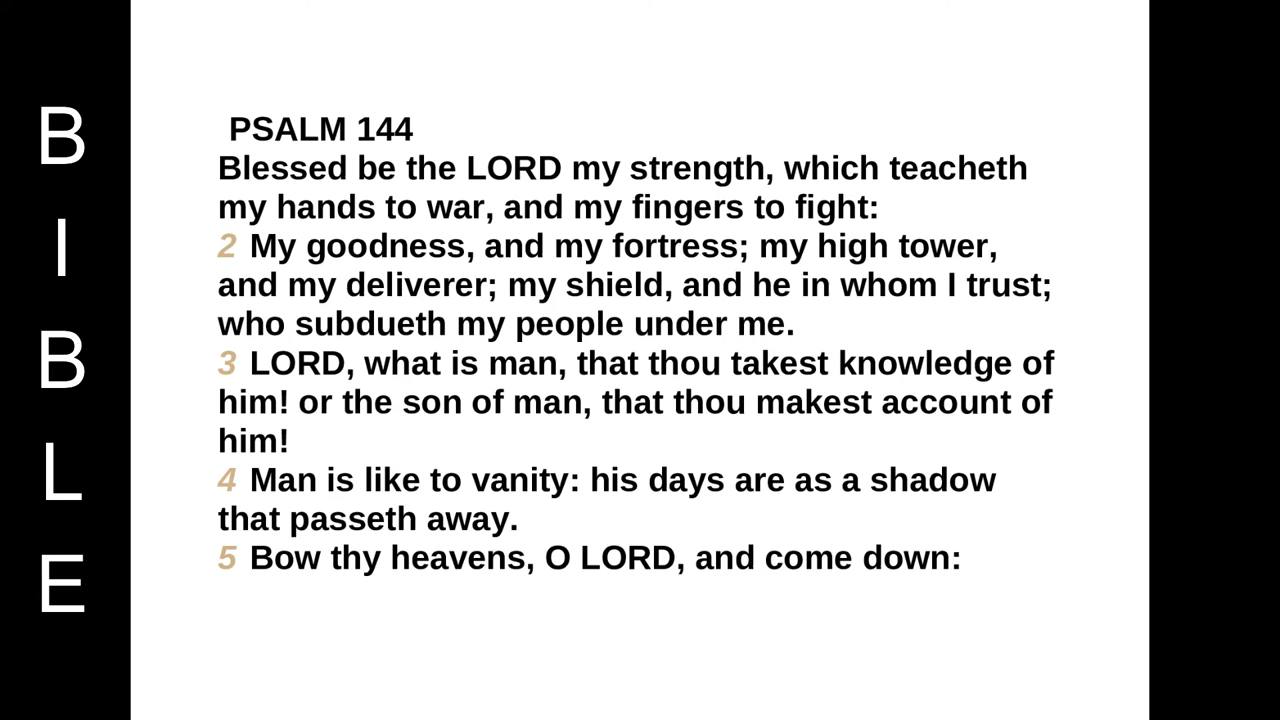 B
I
B
L
E
PSALM 144
Blessed be the LORD my strength, which teacheth
my hands to war, and my fingers to fight:
2 My goodness, and my fortress; my high tower,
and my deliverer; my shield, and he in whom I trust;
who subdueth my people under me.
3 LORD, what is man, that thou takest knowledge of
him! or the son of man, that thou makest account of
him!
4 Man is like to vanity: his days are as a shadow
that passeth away.
5 Bow thy heavens, O LORD, and come down: